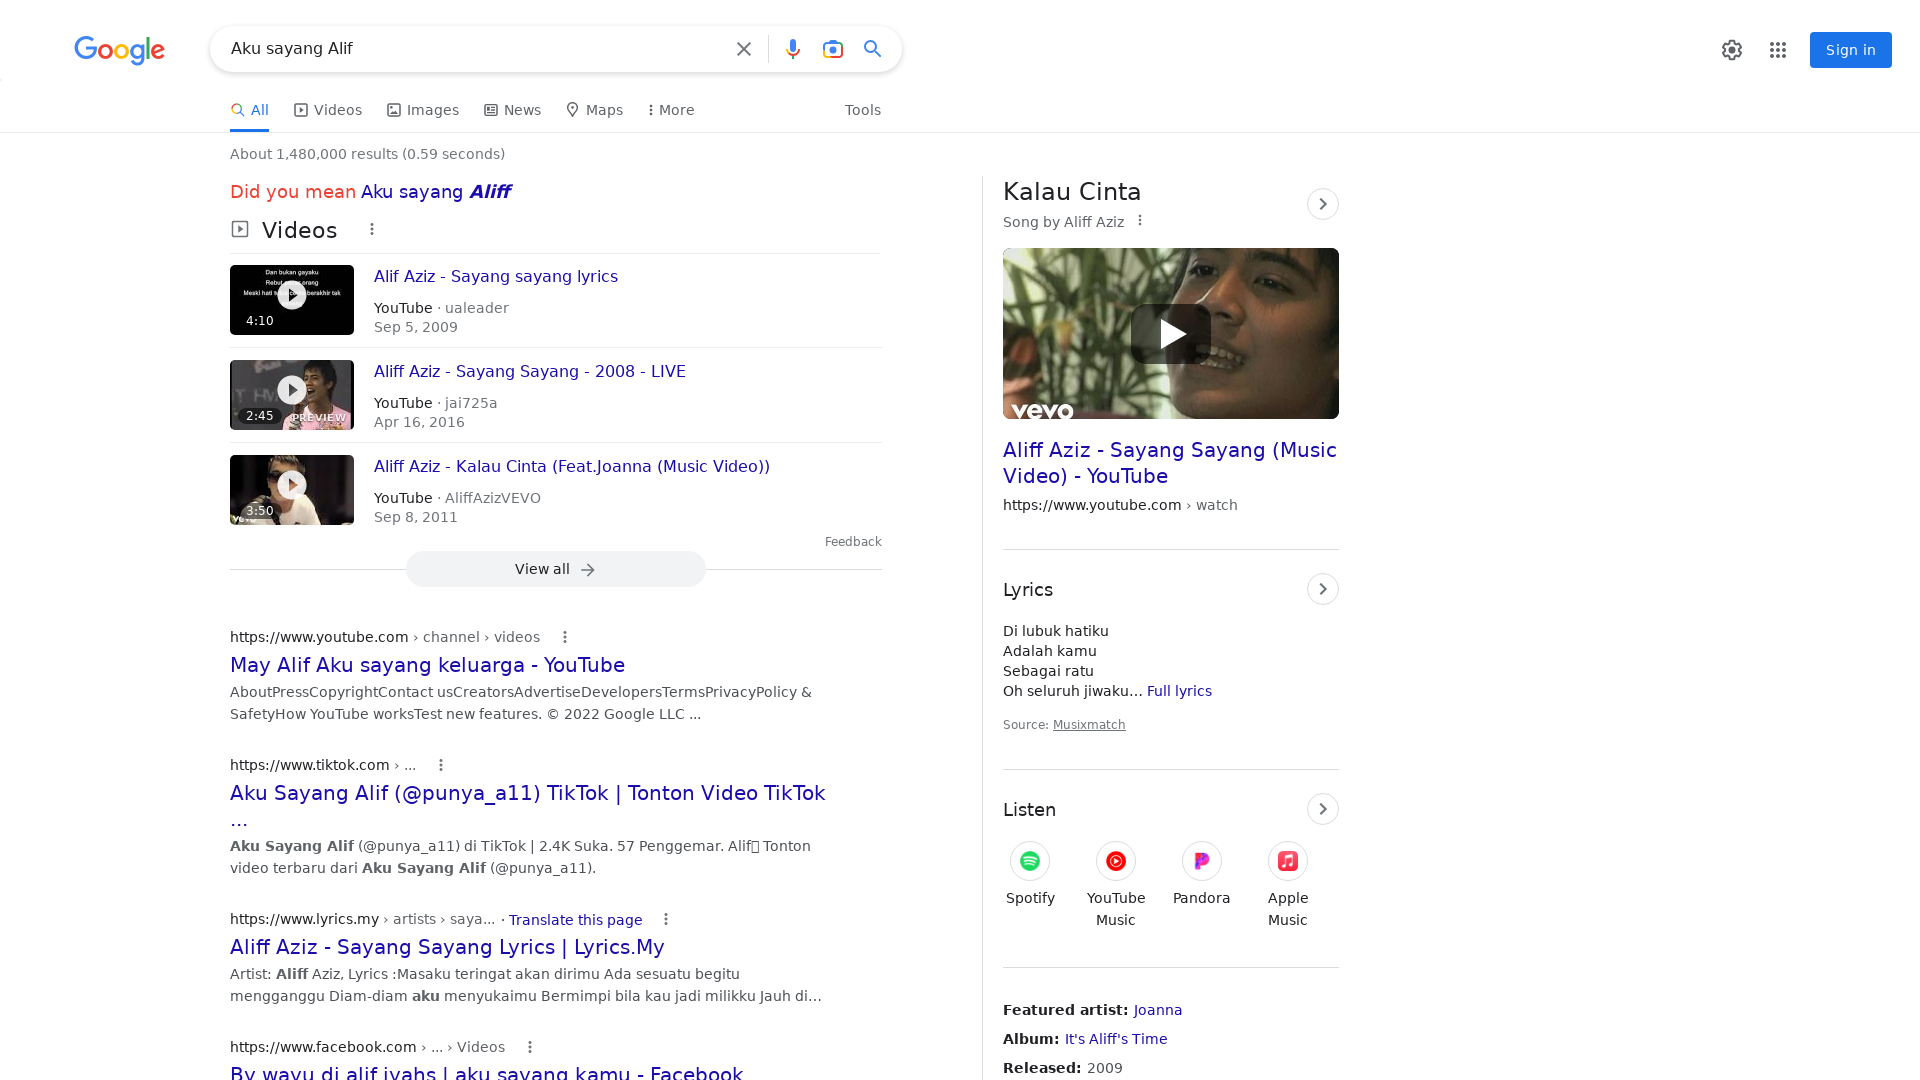 Google
Aku sayang Alif
Sign in
All
Videos
Images
News
Maps
More
Tools
About 1,480,000 results (0.59 seconds)
Did you mean Aku sayang Aliff
Videos
Dan bukan gayaku
4:10
Alif Aziz - Sayang sayang lyrics
YouTube · ualeader
Sep 5, 2009
2:45
PREVIEW
Aliff Aziz - Sayang Sayang - 2008 - LIVE
YouTube · jai725a
Apr 16, 2016
3:50
Aliff Aziz - Kalau Cinta (Feat.Joanna (Music Video))
YouTube · AliffAzizVEVO
Sep 8, 2011
Feedback
View all
https://www.youtube.com › channel › videos
May Alif Aku sayang keluarga - YouTube
AboutPressCopyrightContact usCreatorsAdvertiseDevelopersTermsPrivacyPolicy &
SafetyHow YouTube worksTest new features. © 2022 Google LLC ...
https://www.tiktok.com › ...
Aku Sayang Alif (@punya_a11) TikTok | Tonton Video TikTok
...
Aku Sayang Alif (@punya_a11) di TikTok | 2.4K Suka. 57 Penggemar. Alif Tonton
video terbaru dari Aku Sayang Alif (@punya_a11).
https://www.lyrics.my › artists › saya... · Translate this page
Aliff Aziz - Sayang Sayang Lyrics | Lyrics.My
Artist: Aliff Aziz, Lyrics :Masaku teringat akan dirimu Ada sesuatu begitu
mengganggu Diam-diam aku menyukaimu Bermimpi bila kau jadi milikku Jauh di...
https://www.facebook.com › ... › Videos
By wayu di alif iyahs | aku sayang kamu - Facebook
Kalau Cinta
Song by Aliff Aziz
vevo
Aliff Aziz - Sayang Sayang (Music
Video) - YouTube
https://www.youtube.com › watch
Lyrics
Di lubuk hatiku
Adalah kamu
Sebagai ratu
Oh seluruh jiwaku… Full lyrics
Source: Musixmatch
Listen
Spotify
YouTube
Music
Pandora
Apple
Music
Featured artist: Joanna
Album: It's Aliff's Time
Released: 2009